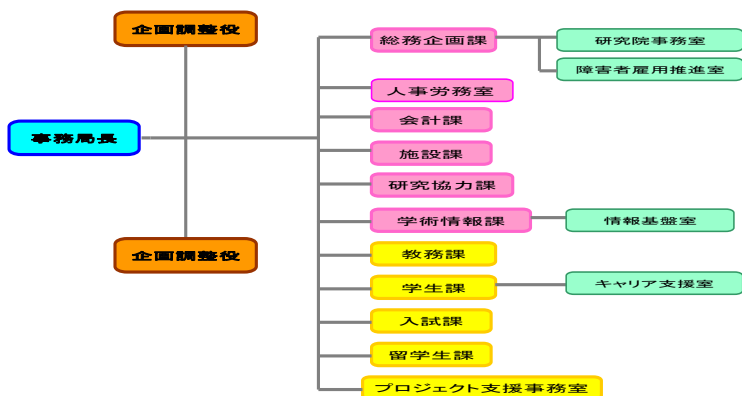 企画調整役
総務企画課
研究院事務室
障害者雇用推進室
人事労務室
会計課
事務局長
施設課
研究協力課
学術情報課
情報基盤室
企画調整役
教務課
学生課
キャリア支援室
入試課
留学生課
プロジェクト支援事務室